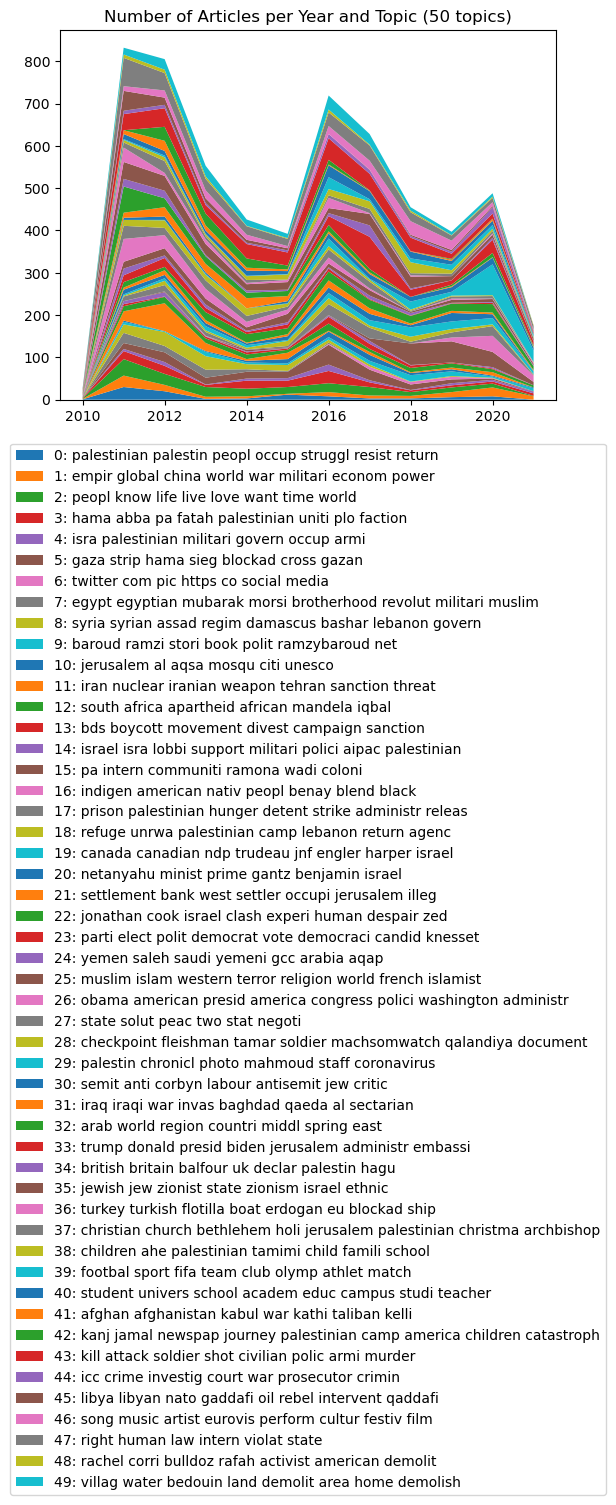 Number of Articles per Year and Topic (50 topics)
800
700
600
500
400
300
200
100
0
2010 2012 2014 2016 2018 2020
0: palestinian palestin peopl occup struggl resist return
1: empir global china world war militari econom power
2: peopl know life live love want time world
3: hama abba pa fatah palestinian uniti plo faction
4: isra palestinian militari govern occup armi
5: gaza strip hama sieg blockad cross gazan
6: twitter com pic https co social media
7: egypt egyptian mubarak morsi brotherhood revolut militari muslim
8: syria syrian assad regim damascus bashar lebanon govern
9: baroud ramzi stori book polit ramzybaroud net
10: jerusalem al aqsa mosqu citi unesco
11: iran nuclear iranian weapon tehran sanction threat
12: south africa apartheid african mandela iqbal
13: bds boycott movement divest campaign sanction
14: israel isra lobbi support militari polici aipac palestinian
15: pa intern communiti ramona wadi coloni
16: indigen american nativ peopl benay blend black
17: prison palestinian hunger detent strike administr releas
18: refuge unrwa palestinian camp lebanon return agenc
19: canada canadian ndp trudeau jnf engler harper israel
20: netanyahu minist prime gantz benjamin israel
21: settlement bank west settler occupi jerusalem illeg
22: jonathan cook israel clash experi human despair zed
23: parti elect polit democrat vote democraci candid knesset
24: yemen saleh saudi yemeni gcc arabia aqap
25: muslim islam western terror religion world french islamist
26: obama american presid america congress polici washington administr
27: state solut peac two stat negoti
28: checkpoint fleishman tamar soldier machsomwatch qalandiya document
29: palestin chronicl photo mahmoud staff coronavirus
30: semit anti corbyn labour antisemit jew critic
31: iraq iraqi war invas baghdad qaeda al sectarian
32: arab world region countri middl spring east
33: trump donald presid biden jerusalem administr embassi
34: british britain balfour uk declar palestin hagu
35: jewish jew zionist state zionism israel ethnic
36: turkey turkish flotilla boat erdogan eu blockad ship
37: christian church bethlehem holi jerusalem palestinian christma archbishop
38: children ahe palestinian tamimi child famili school
39: footbal sport fifa team club olymp athlet match
40: student univers school academ educ campus studi teacher
41: afghan afghanistan kabul war kathi taliban kelli
42: kanj jamal newspap journey palestinian camp america children catastroph
43: kill attack soldier shot civilian polic armi murder
44: icc crime investig court war prosecutor crimin
45: libya libyan nato gaddafi oil rebel intervent qaddafi
46: song music artist eurovis perform cultur festiv film
47: right human law intern violat state
48: rachel corri bulldoz rafah activist american demolit
49: villag water bedouin land demolit area home demolish